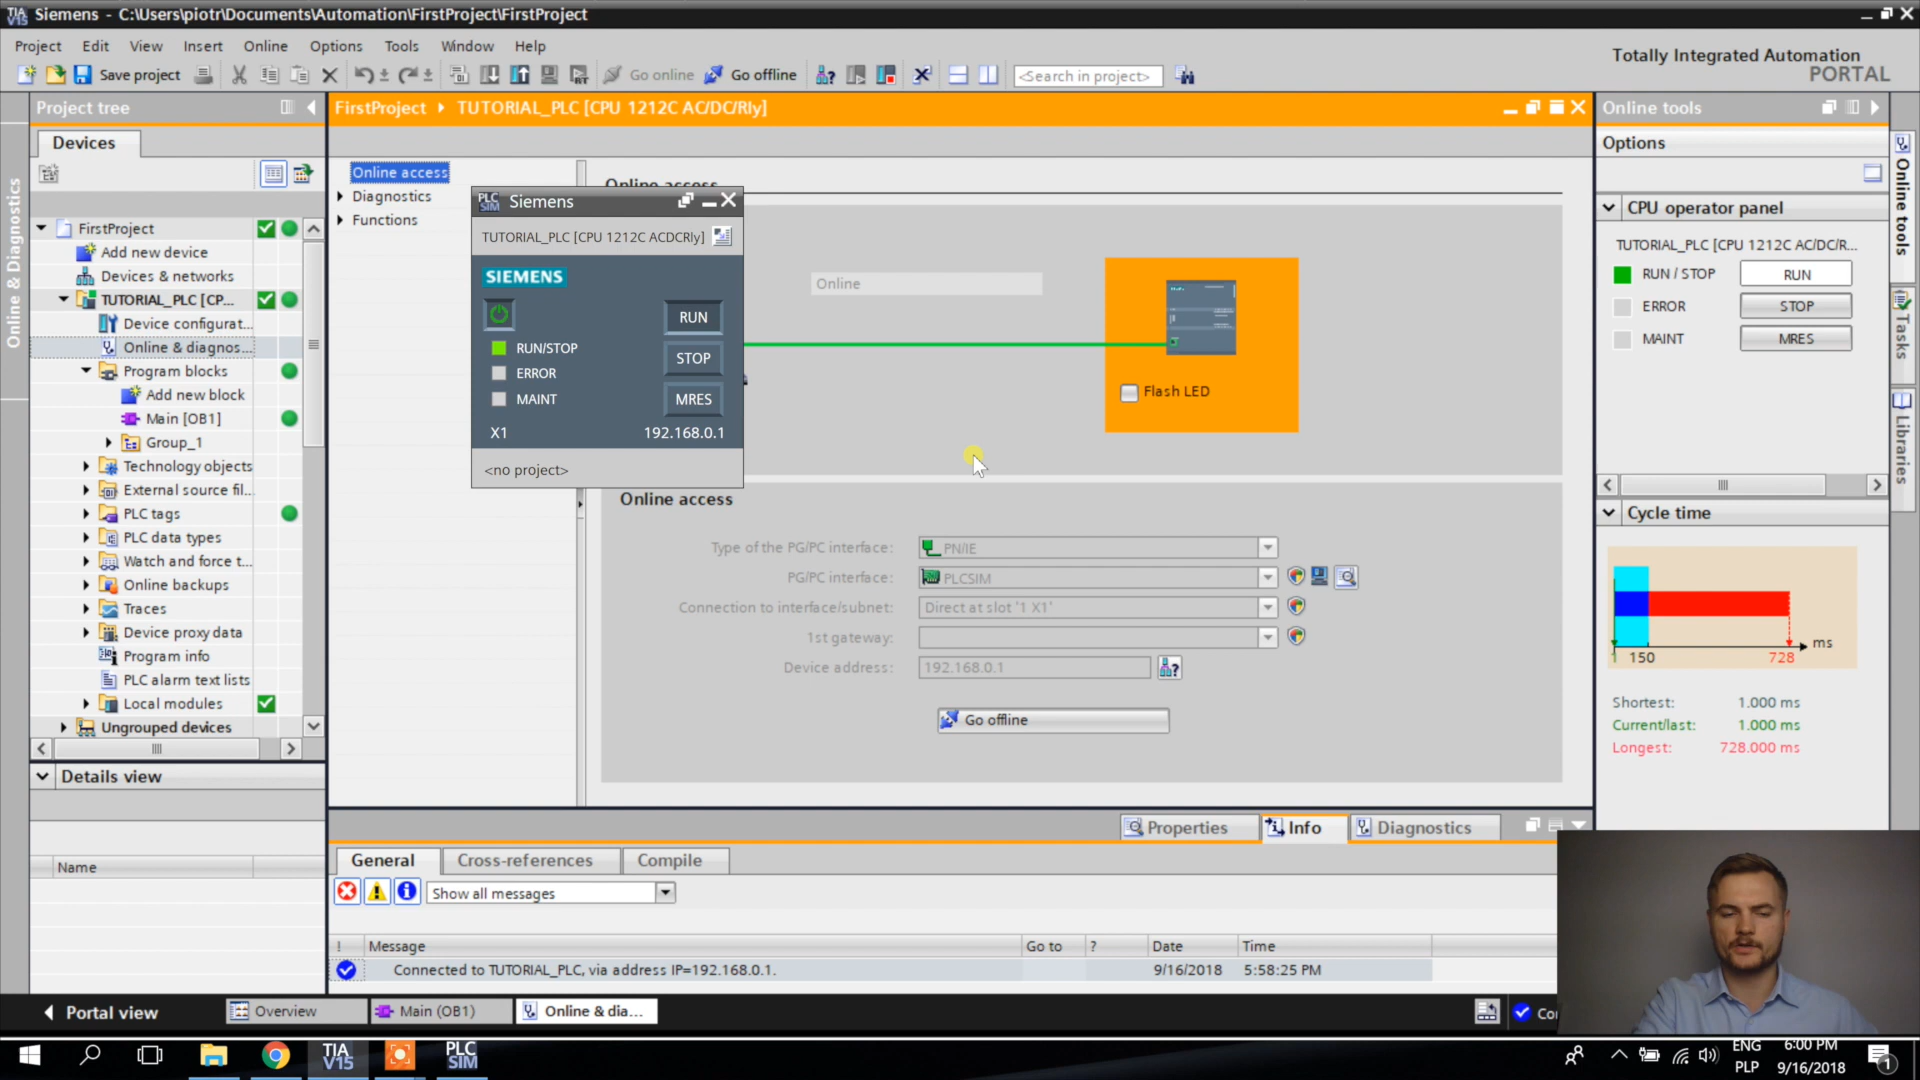 TIA V15 Siemens - C:\Users\piotr\Documents\Automation\FirstProject\FirstProject
Project Edit View Insert Online Options Tools Window Help
Totally Integrated Automation
PORTAL
Save project
Go online
Go offline
<Search in project>
Project tree
Devices
Online & Diagnostics
FirstProject
Add new device
Devices & networks
TUTORIAL_PLC [CP...
Device configurat...
Online & diagnos...
Program blocks
Add new block
Main [OB1]
Group_1
Technology objects
External source fil...
PLC tags
PLC data types
Watch and force t...
Online backups
Traces
Device proxy data
Program info
PLC alarm text lists
Local modules
Ungrouped devices
Details view
Name
FirstProject TUTORIAL_PLC [CPU 1212C AC/DC/Rly]
Online access
Diagnostics
Functions
Online access
Online
Flash LED
PLC SIM Siemens
TUTORIAL_PLC [CPU 1212C ACDCRly]
SIEMENS
RUN
RUN/STOP
STOP
ERROR
MAINT
MRES
X1 192.168.0.1
<no project>
Online access
Type of the PG/PC interface: PN/IE
PG/PC interface: PLCSIM
Connection to interface/subnet: Direct at slot '1 X1'
1st gateway:
Device address: 192.168.0.1
Go offline
Online tools
Options
CPU operator panel
TUTORIAL_PLC [CPU 1212C AC/DC/R...
RUN / STOP RUN
ERROR STOP
MAINT MRES
Cycle time
ms
1 150 728
Shortest: 1.000 ms
Current/last: 1.000 ms
Longest: 728.000 ms
Online tools
Tasks
Libraries
Properties Info Diagnostics
General Cross-references Compile
Show all messages
! Message Go to ? Date Time
Connected to TUTORIAL_PLC, via address IP=192.168.0.1. 9/16/2018 5:58:25 PM
Portal view Overview Main (OB1) Online & dia... Co
TIA V15
PLC SIM
ENG
PLP
6:00 PM
9/16/2018
1